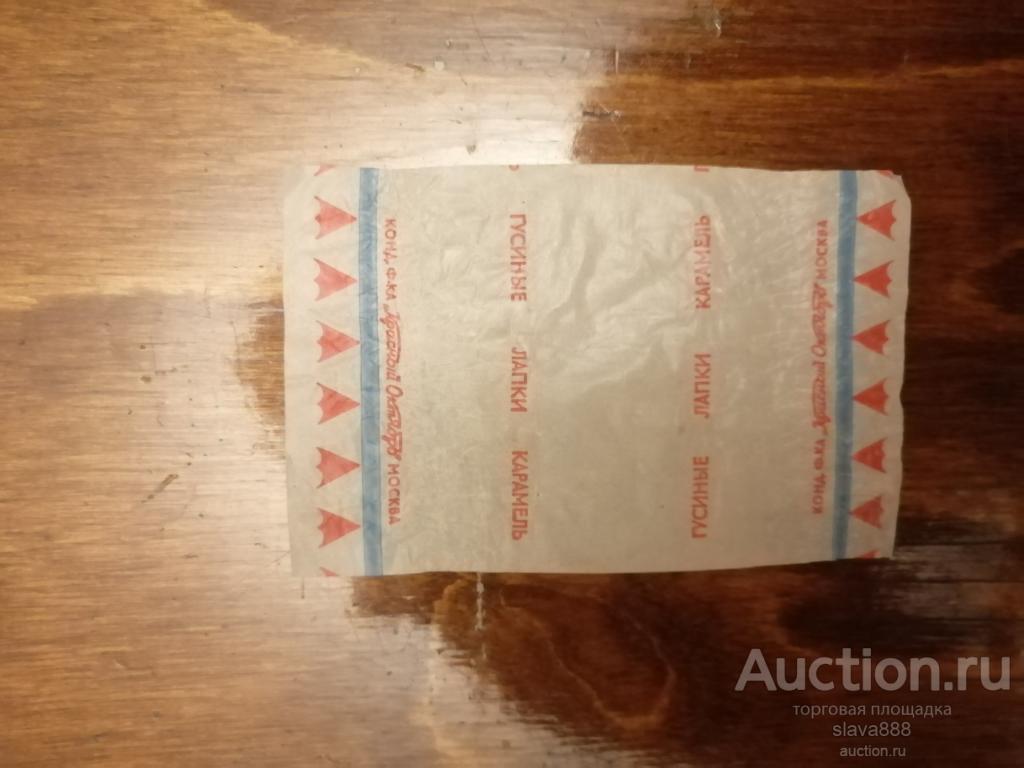 КОНД. Ф-КА „Красный Октябрь" МОСКВА
ГУСИНЫЕ ЛАПКИ КАРАМЕЛЬ
ГУСИНЫЕ ЛАПКИ КАРАМЕЛЬ
КОНД. Ф-КА „Красный Октябрь" МОСКВА
Auction.ru
торговая площадка
slava888
auction.ru